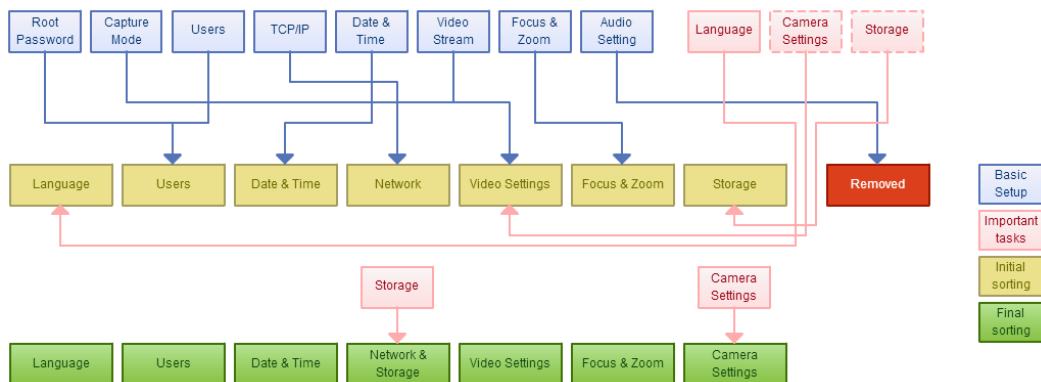 Root
Password
Capture
Mode
Users
TCP/IP
Date &
Time
Video
Stream
Focus &
Zoom
Audio
Setting
Language
Camera
Settings
Storage
Language
Users
Date & Time
Network
Video Settings
Focus & Zoom
Storage
Removed
Basic
Setup
Important
tasks
Initial
sorting
Final
sorting
Storage
Camera
Settings
Language
Users
Date & Time
Network &
Storage
Video Settings
Focus & Zoom
Camera
Settings